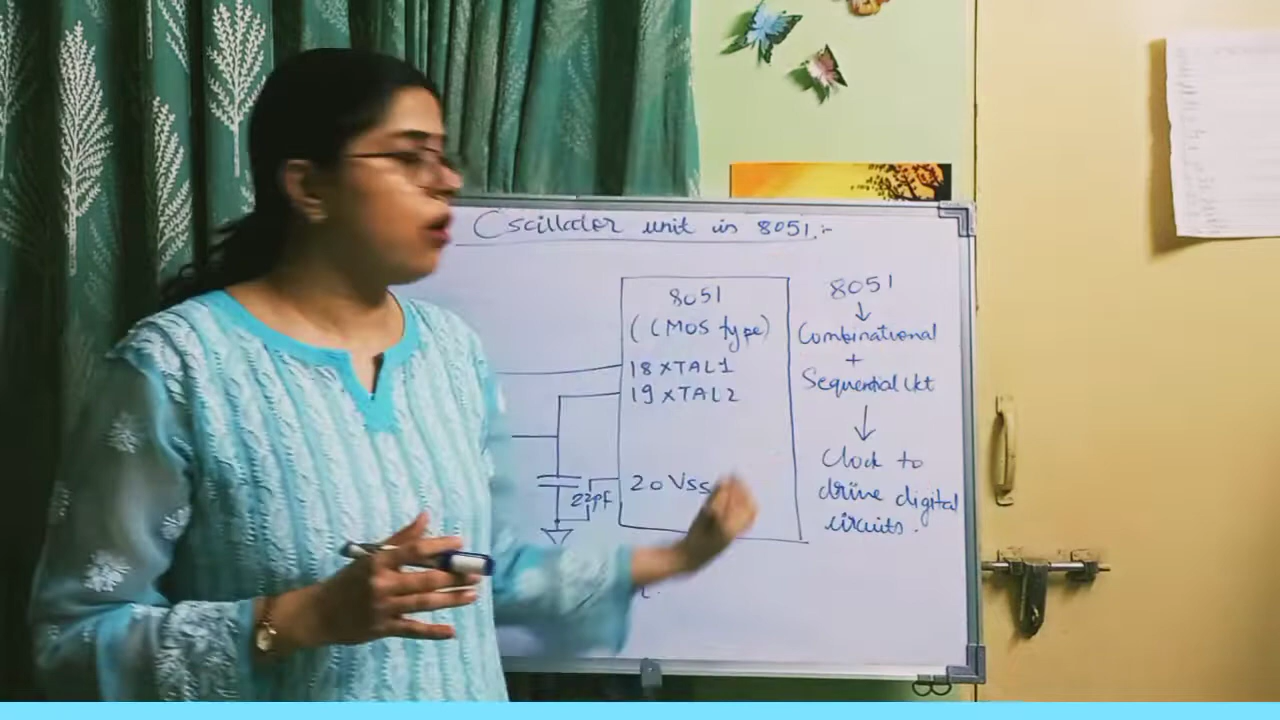 Oscillator unit in 8051:-
8051
(CMOS type)
18 XTAL1
19 XTAL2
22pf
20 Vss
8051
Combinational
+
Sequential Ckt
Clock to
drive digital
circuits.